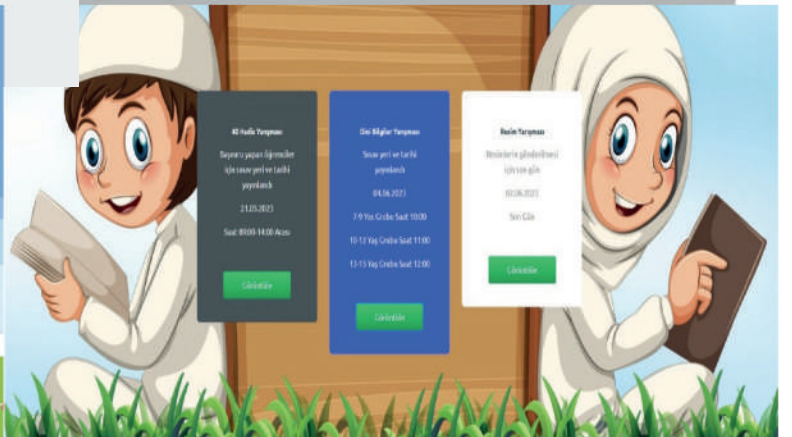 40 Hadis Yarışması
Başvuru yapan öğrenciler
için sınav yeri ve tarihi
yayınlandı
21.05.2023
Saat 09:00-14:00 Arası
Görüntüle
Dini Bilgiler Yarışması
Sınav yeri ve tarihi
yayınlandı
04.06.2023
7-9 Yaş Grubu Saat 10:00
10-12 Yaş Grubu Saat 11:00
13-15 Yaş Grubu Saat 12:00
Görüntüle
Resim Yarışması
Resimlerin gönderilmesi
için son gün
02.06.2023
Son Gün
Görüntüle